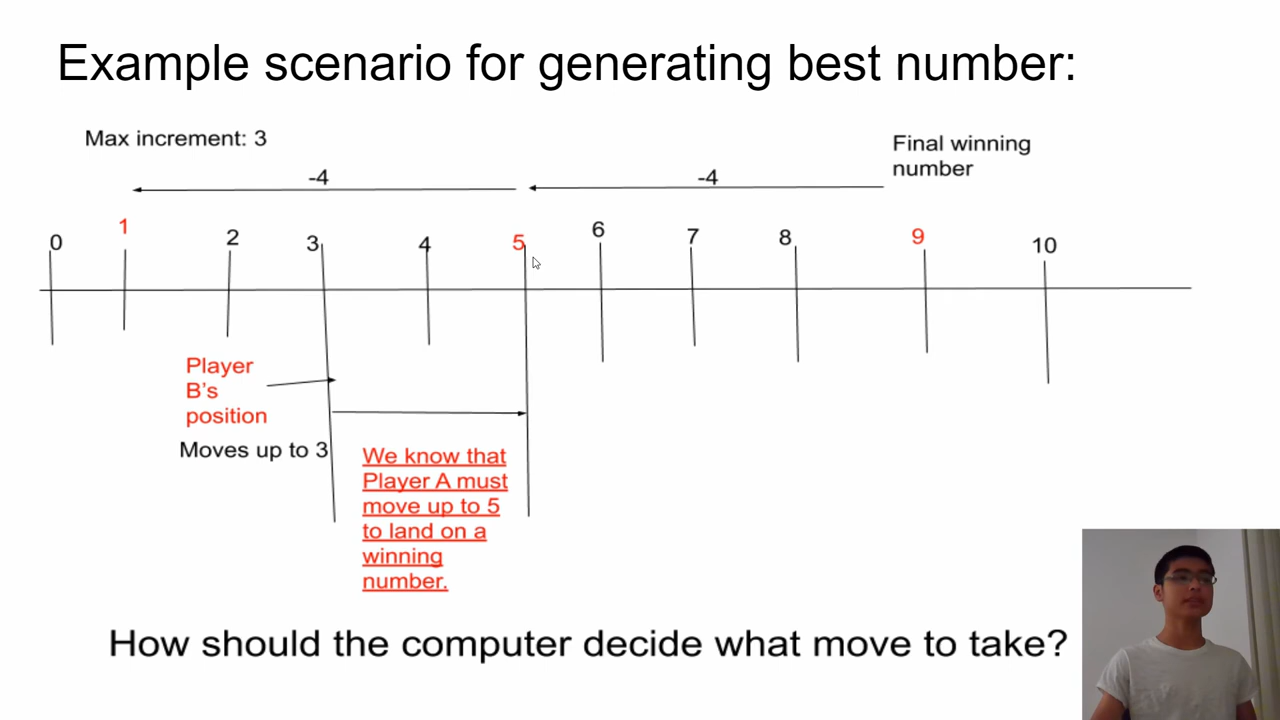 Example scenario for generating best number:
Max increment: 3
Final winning
number
-4
-4
0
1
2
3
4
5
6
7
8
9
10
Player
B's
position
Moves up to 3
We know that
Player A must
move up to 5
to land on a
winning
number.
How should the computer decide what move to take?